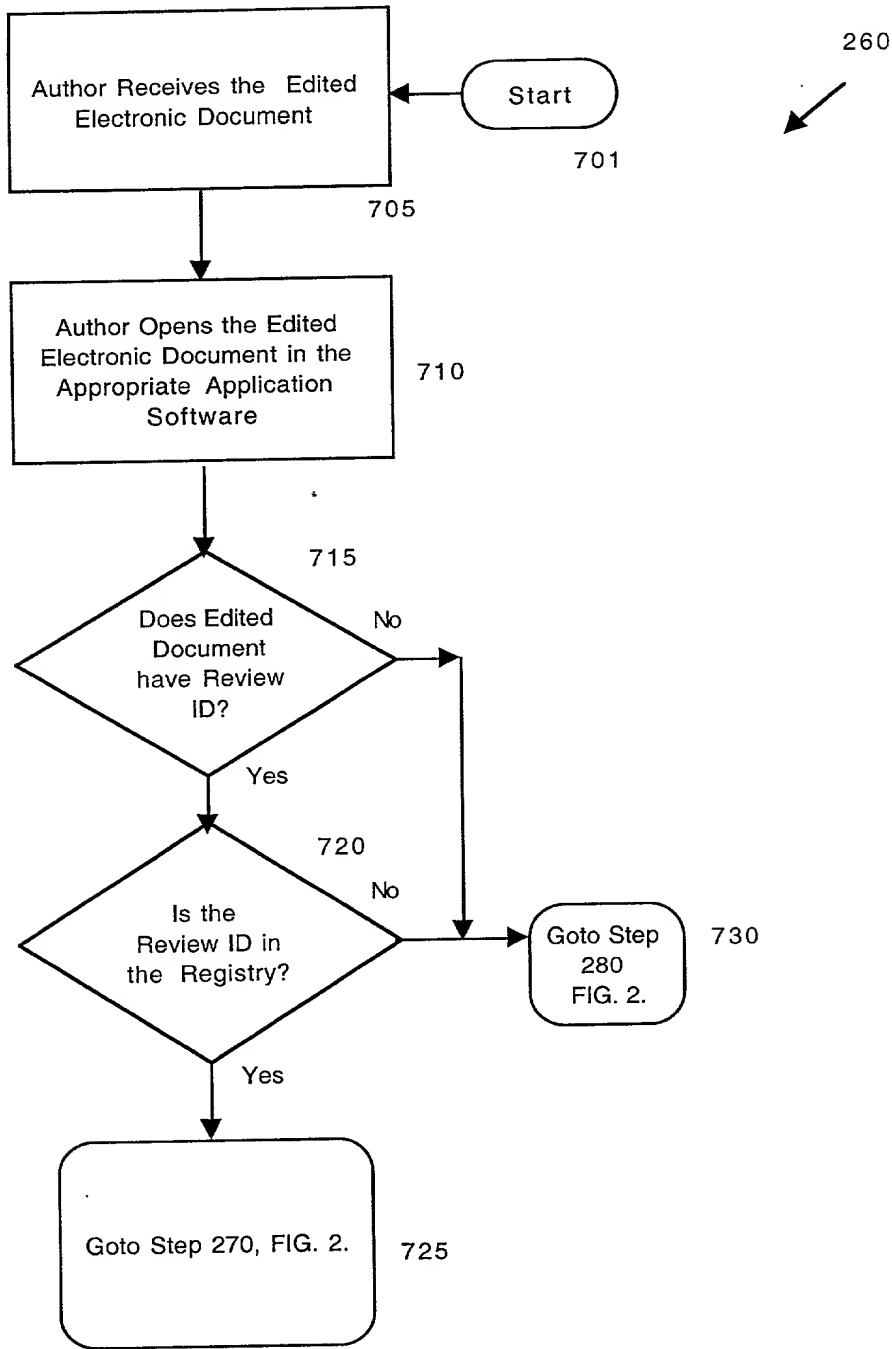 260
Start
701
Author Receives the Edited
Electronic Document
705
Author Opens the Edited
Electronic Document in the
Appropriate Application
Software
710
715
Does Edited
Document
have Review
ID?
No
Yes
720
Is the
Review ID in
the Registry?
No
Goto Step
280
FIG. 2.
730
Yes
Goto Step 270, FIG. 2.
725